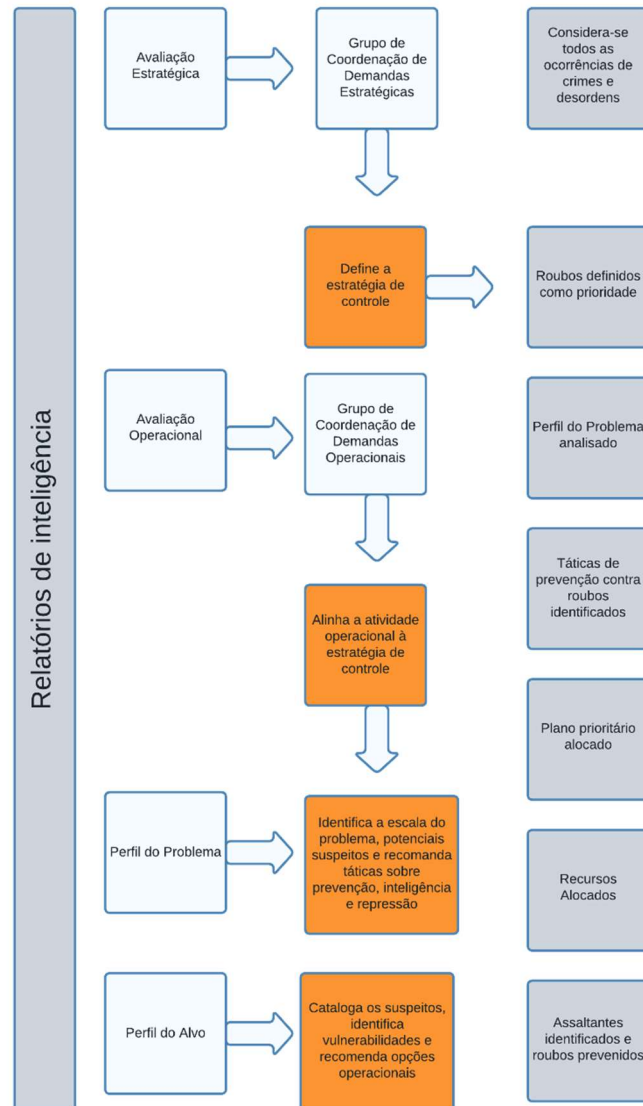 Relatórios de inteligência
Avaliação
Estratégica
Grupo de
Coordenação de
Demandas
Estratégicas
Considera-se
todos as
ocorrências de
crimes e
desordens
Define a
estratégia de
controle
Roubos definidos
como prioridade
Avaliação
Operacional
Grupo de
Coordenação de
Demandas
Operacionais
Perfil do Problema
analisado
Táticas de
prevenção contra
roubos
identificados
Alinha a atividade
operacional à
estratégia de
controle
Plano prioritário
alocado
Perfil do Problema
Identifica a escala do
problema, potenciais
suspeitos e recomanda
táticas sobre
prevenção, inteligência
e repressão
Recursos
Alocados
Perfil do Alvo
Cataloga os suspeitos,
identifica
vulnerabilidades e
recomenda opções
operacionais
Assaltantes
identificados e
roubos prevenidos